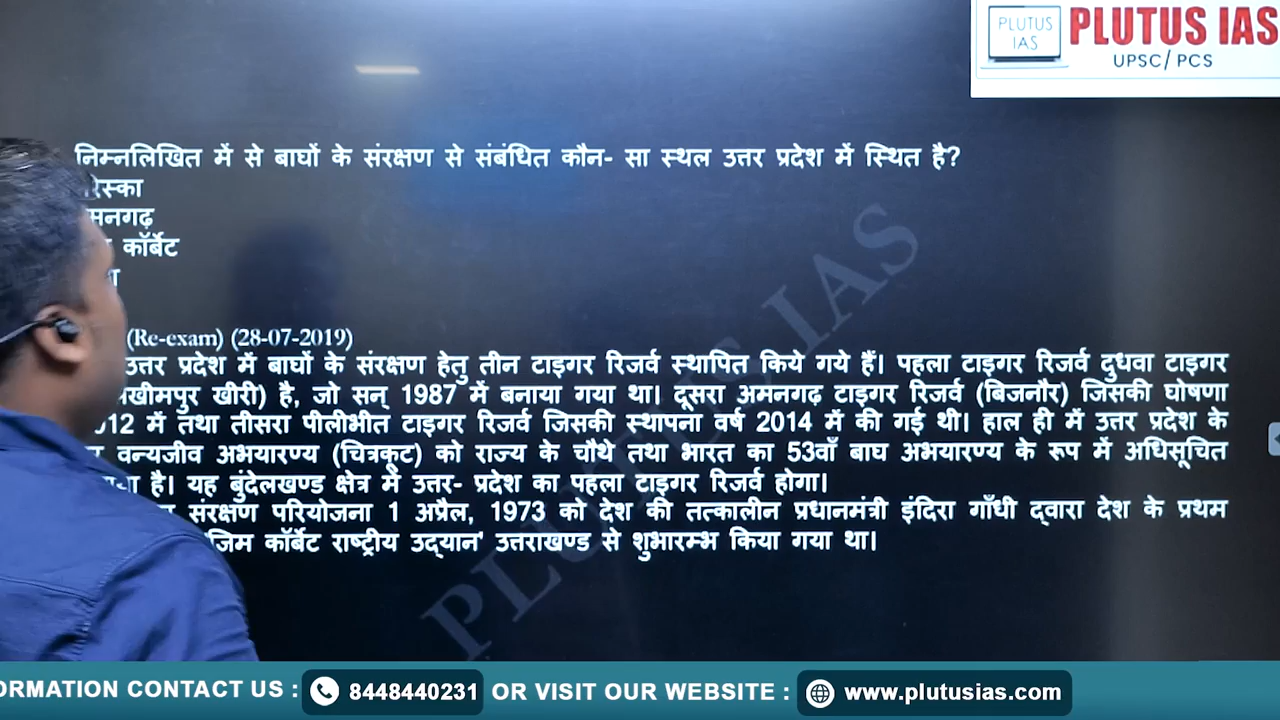 PLUTUS IAS
PLUTUS IAS
UPSC/ PCS
निम्नलिखित में से बाघों के संरक्षण से संबंधित कौन- सा स्थल उत्तर प्रदेश में स्थित है?
कॉर्बेट
(Re-exam) (28-07-2019)
उत्तर प्रदेश में बाघों के संरक्षण हेतु तीन टाइगर रिजर्व स्थापित किये गये हैं। पहला टाइगर रिजर्व दुधवा टाइगर
खीरी) है, जो सन् 1987 में बनाया गया था। दूसरा अमनगढ़ टाइगर रिजर्व (बिजनौर) जिसकी घोषणा
में तथा तीसरा पीलीभीत टाइगर रिजर्व जिसकी स्थापना वर्ष 2014 में की गई थी। हाल ही में उत्तर प्रदेश के
वन्यजीव अभयारण्य (चित्रकूट) को राज्य के चौथे तथा भारत का 53वाँ बाघ अभयारण्य के रूप में अधिसूचित
है। यह बुंदेलखण्ड क्षेत्र में उत्तर- प्रदेश का पहला टाइगर रिजर्व होगा।
संरक्षण परियोजना 1 अप्रैल, 1973 को देश की तत्कालीन प्रधानमंत्री इंदिरा गाँधी द्वारा देश के प्रथम
जिम कॉर्बेट राष्ट्रीय उद्यान' उत्तराखण्ड से शुभारम्भ किया गया था।
PLUTUS IAS
CONTACT US : 8448440231 OR VISIT OUR WEBSITE : www.plutusias.com